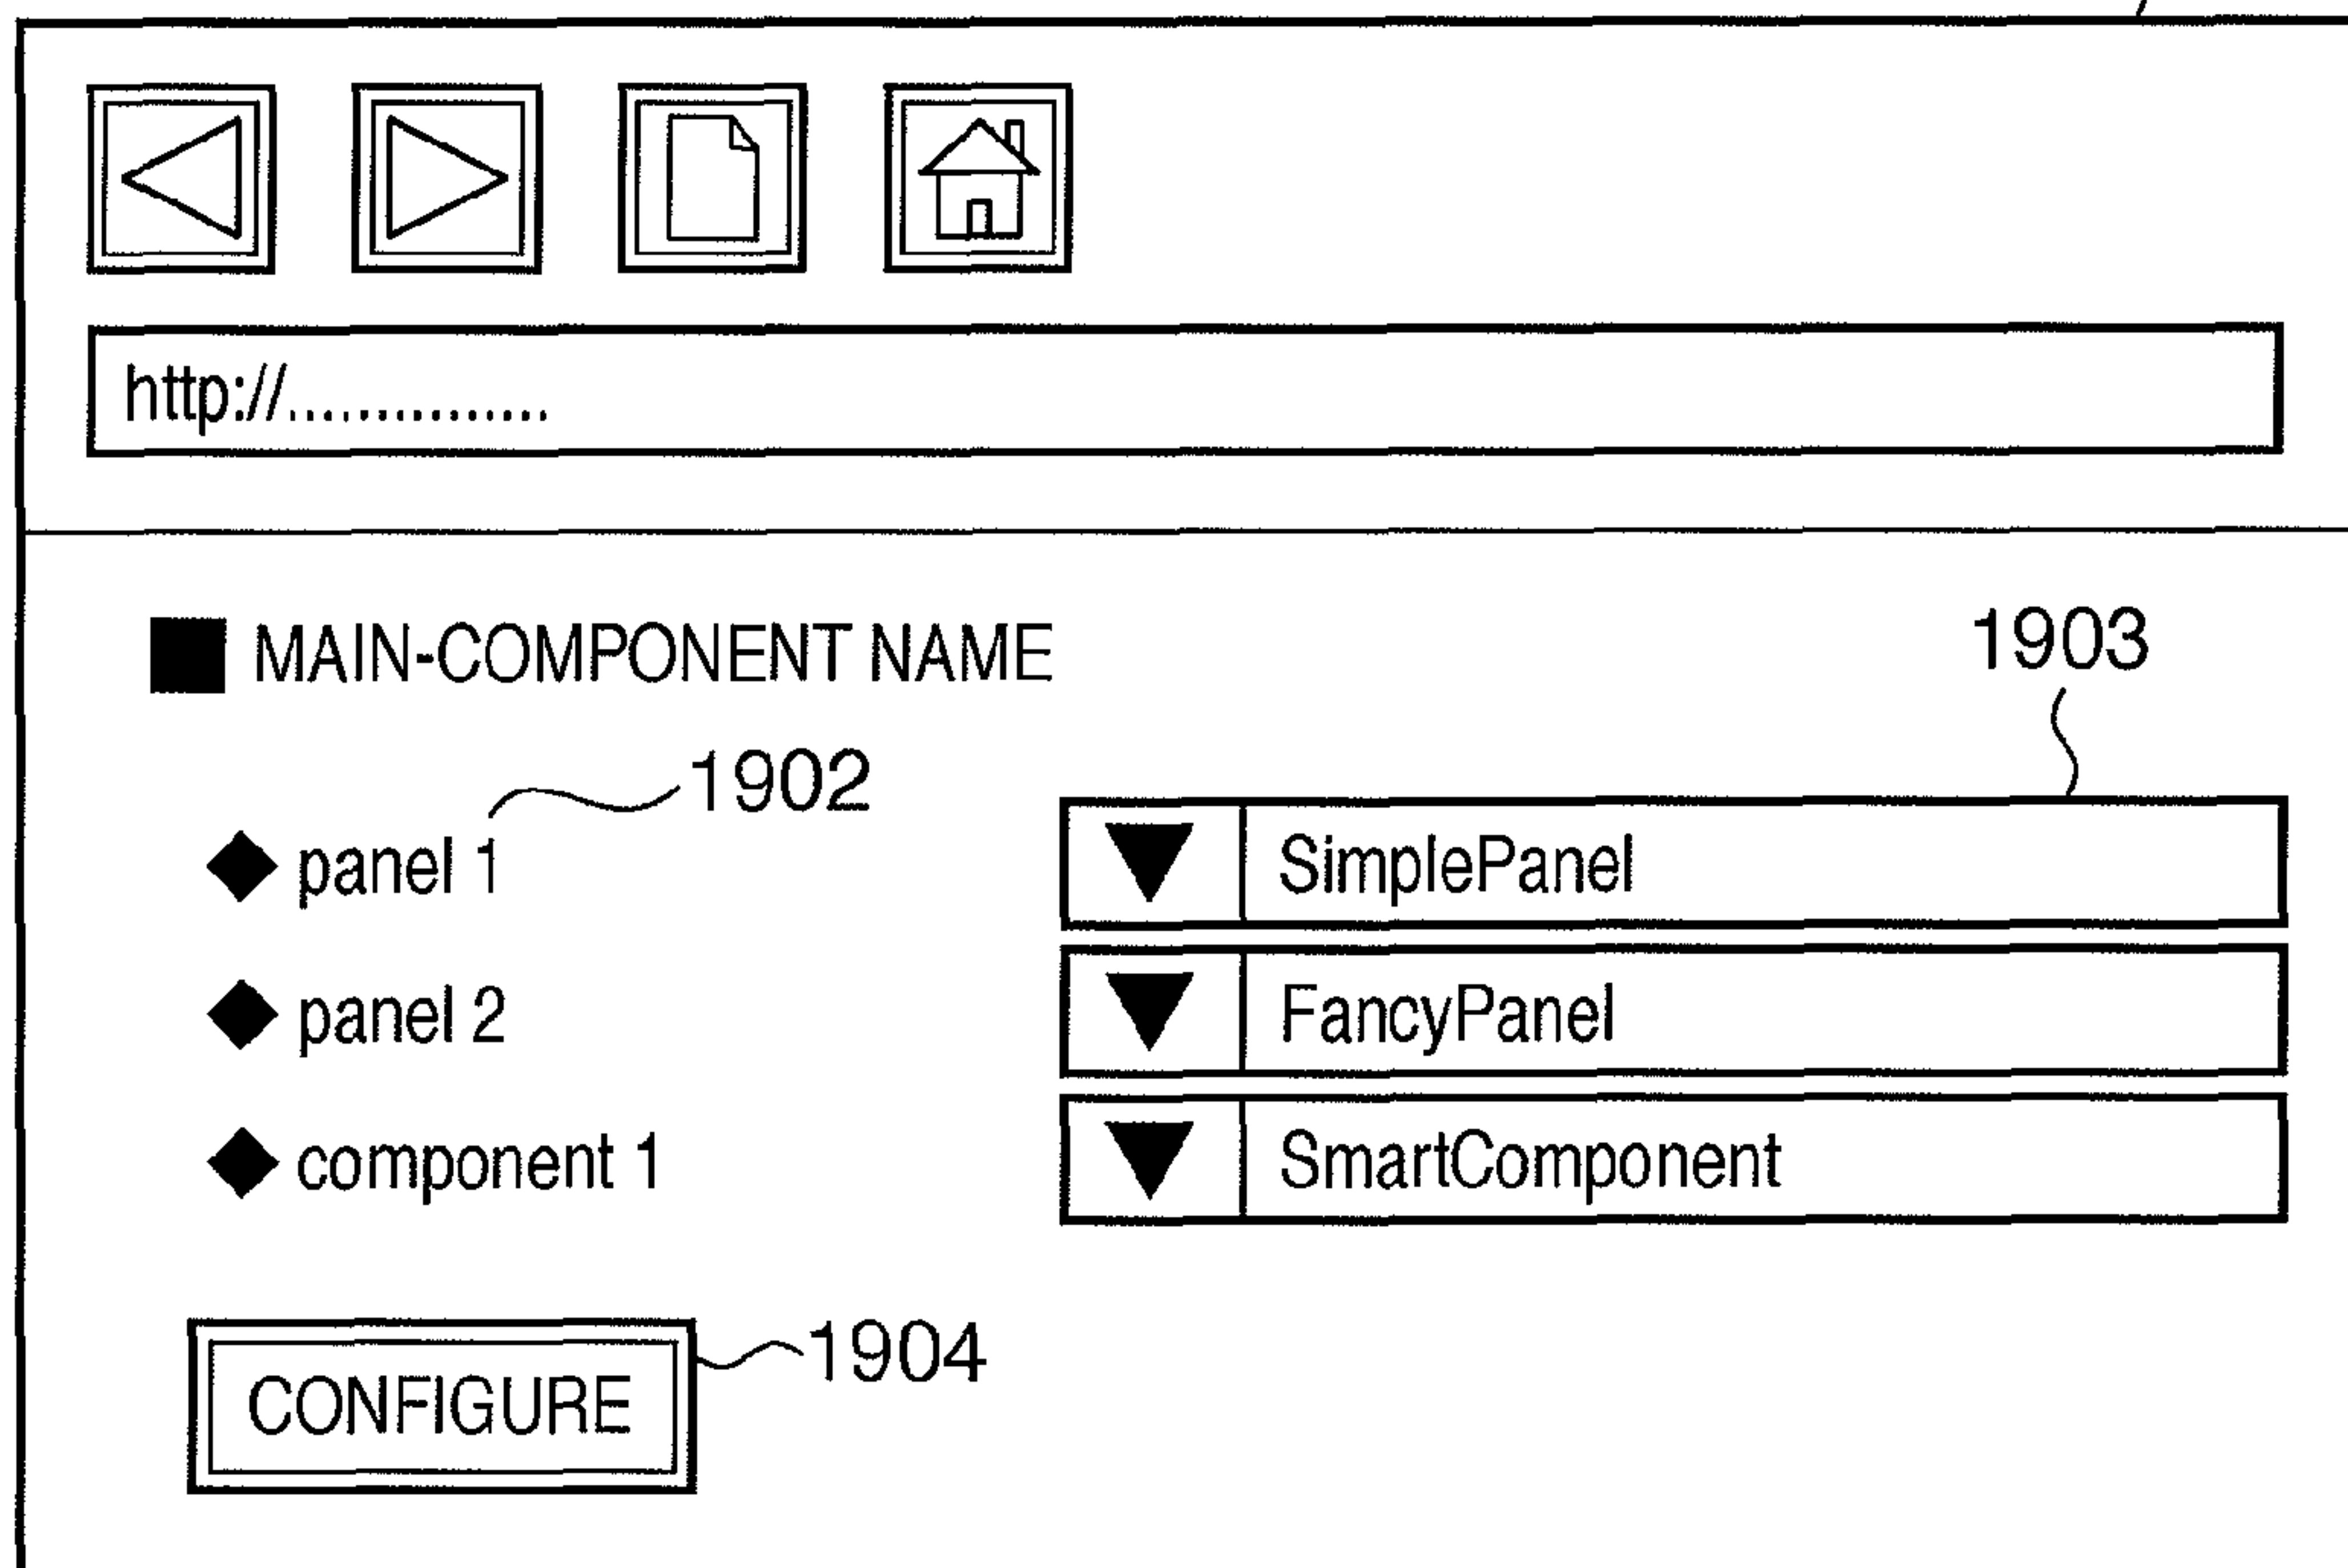 http://...............
MAIN-COMPONENT NAME
1903
1902
panel 1
SimplePanel
panel 2
FancyPanel
component 1
SmartComponent
1904
CONFIGURE